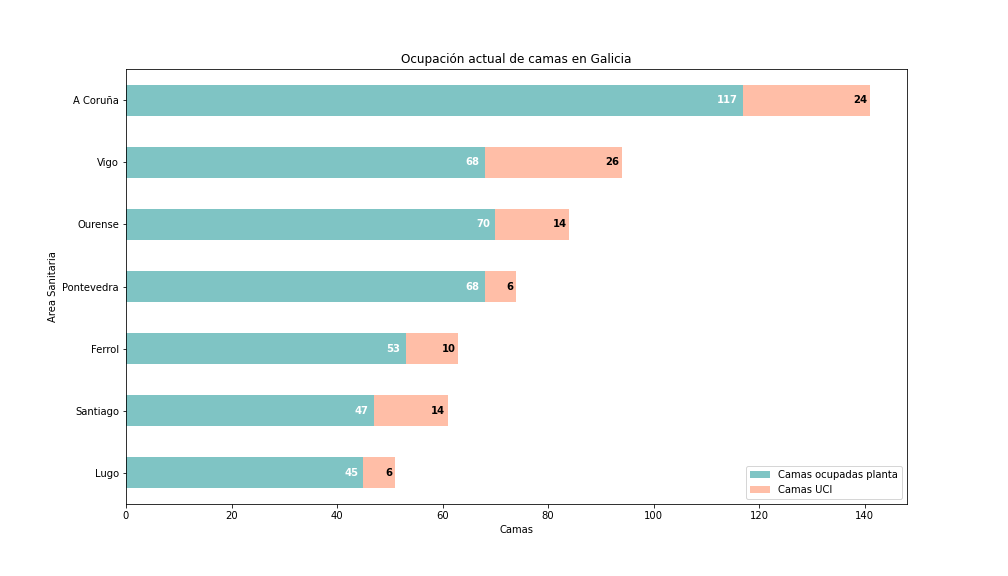 Ocupación actual de camas en Galicia
A Coruña 117 24
Vigo 68 26
Ourense 70 14
Pontevedra 68 6
Ferrol 53 10
Santiago 47 14
Lugo 45 6
Area Sanitaria
0 20 40 60 80 100 120 140
Camas
Camas ocupadas planta
Camas UCI